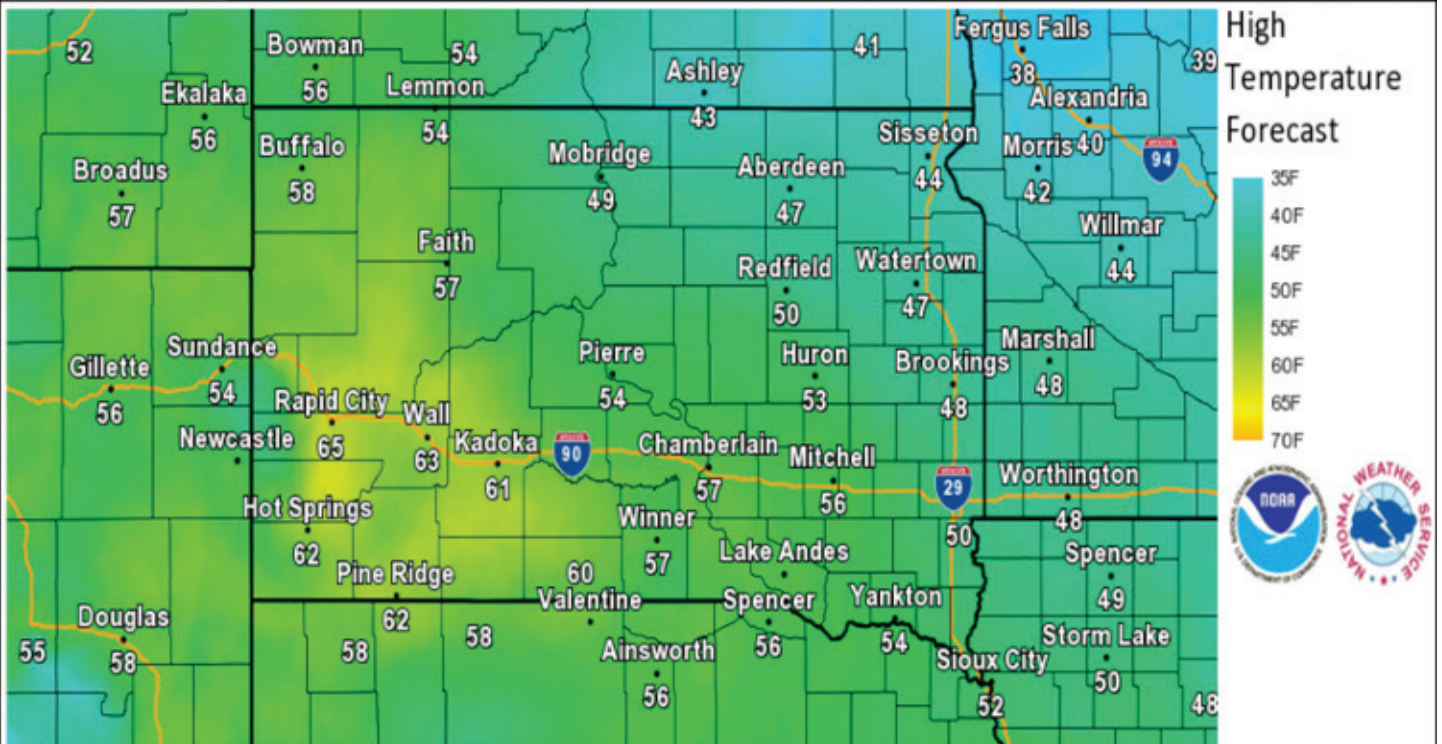 High
Temperature
Forecast
35F
40F
45F
50F
55F
60F
65F
70F
NOAA
NATIONAL WEATHER SERVICE
52
Bowman
56
54
Lemmon
54
Ekalaka
56
Broadus
57
Buffalo
58
Ashley
43
41
Fergus Falls
38
39
Alexandria
40
Sisseton
44
Morris
42
94
Mobridge
49
Aberdeen
47
Willmar
44
Faith
57
Redfield
50
Watertown
47
Sundance
54
Gillette
56
Pierre
54
Huron
53
Brookings
48
Marshall
48
Rapid City
65
Wall
63
Newcastle
Kadoka
61
90
Chamberlain
57
Mitchell
56
29
50
Worthington
48
Hot Springs
62
Winner
57
Pine Ridge
62
60
Valentine
Lake Andes
Spencer
56
Yankton
54
Spencer
49
Douglas
58
55
58
58
Ainsworth
56
Sioux City
52
Storm Lake
50
48